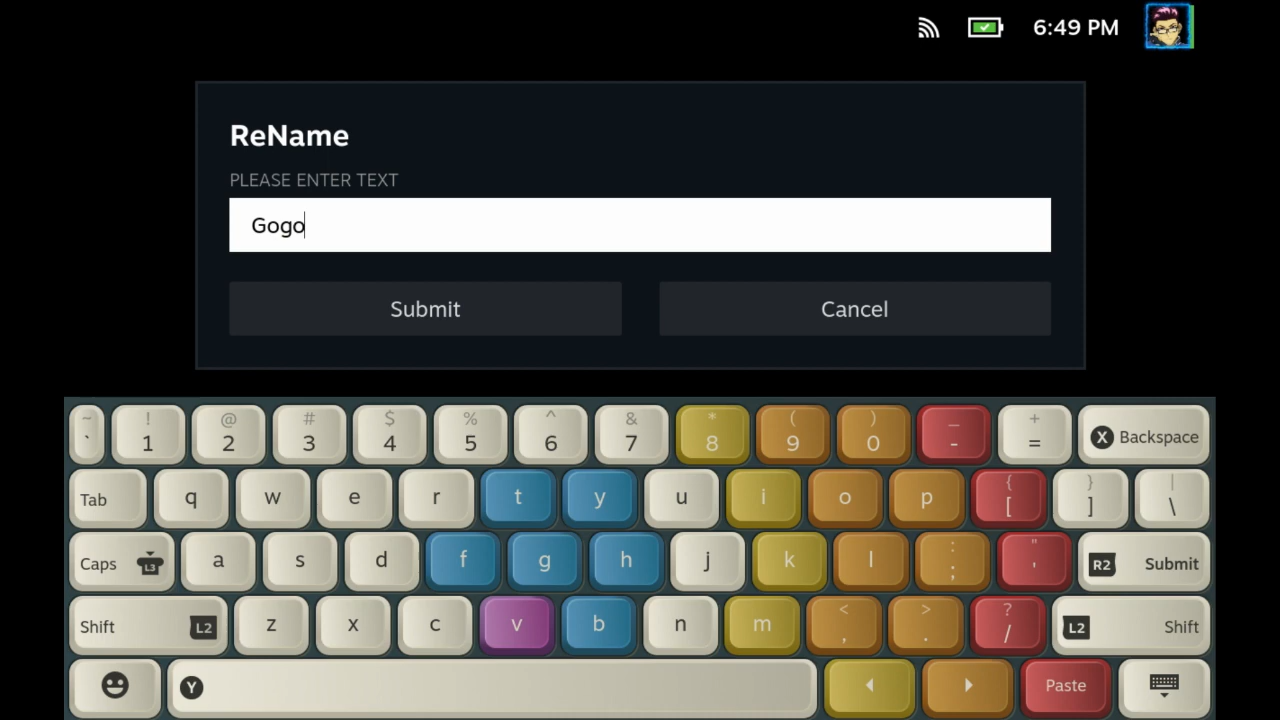 6:49 PM
ReName
PLEASE ENTER TEXT
Gogo
Submit Cancel
~ ! @ # $ % ^ & * ( ) _ +
` 1 2 3 4 5 6 7 8 9 0 - = X Backspace
Tab q w e r t y u i o p { [ } ] | \
Caps L3 a s d f g h j k l : ; " ' R2 Submit
Shift L2 z x c v b n m < , > . ? / L2 Shift
Y Paste